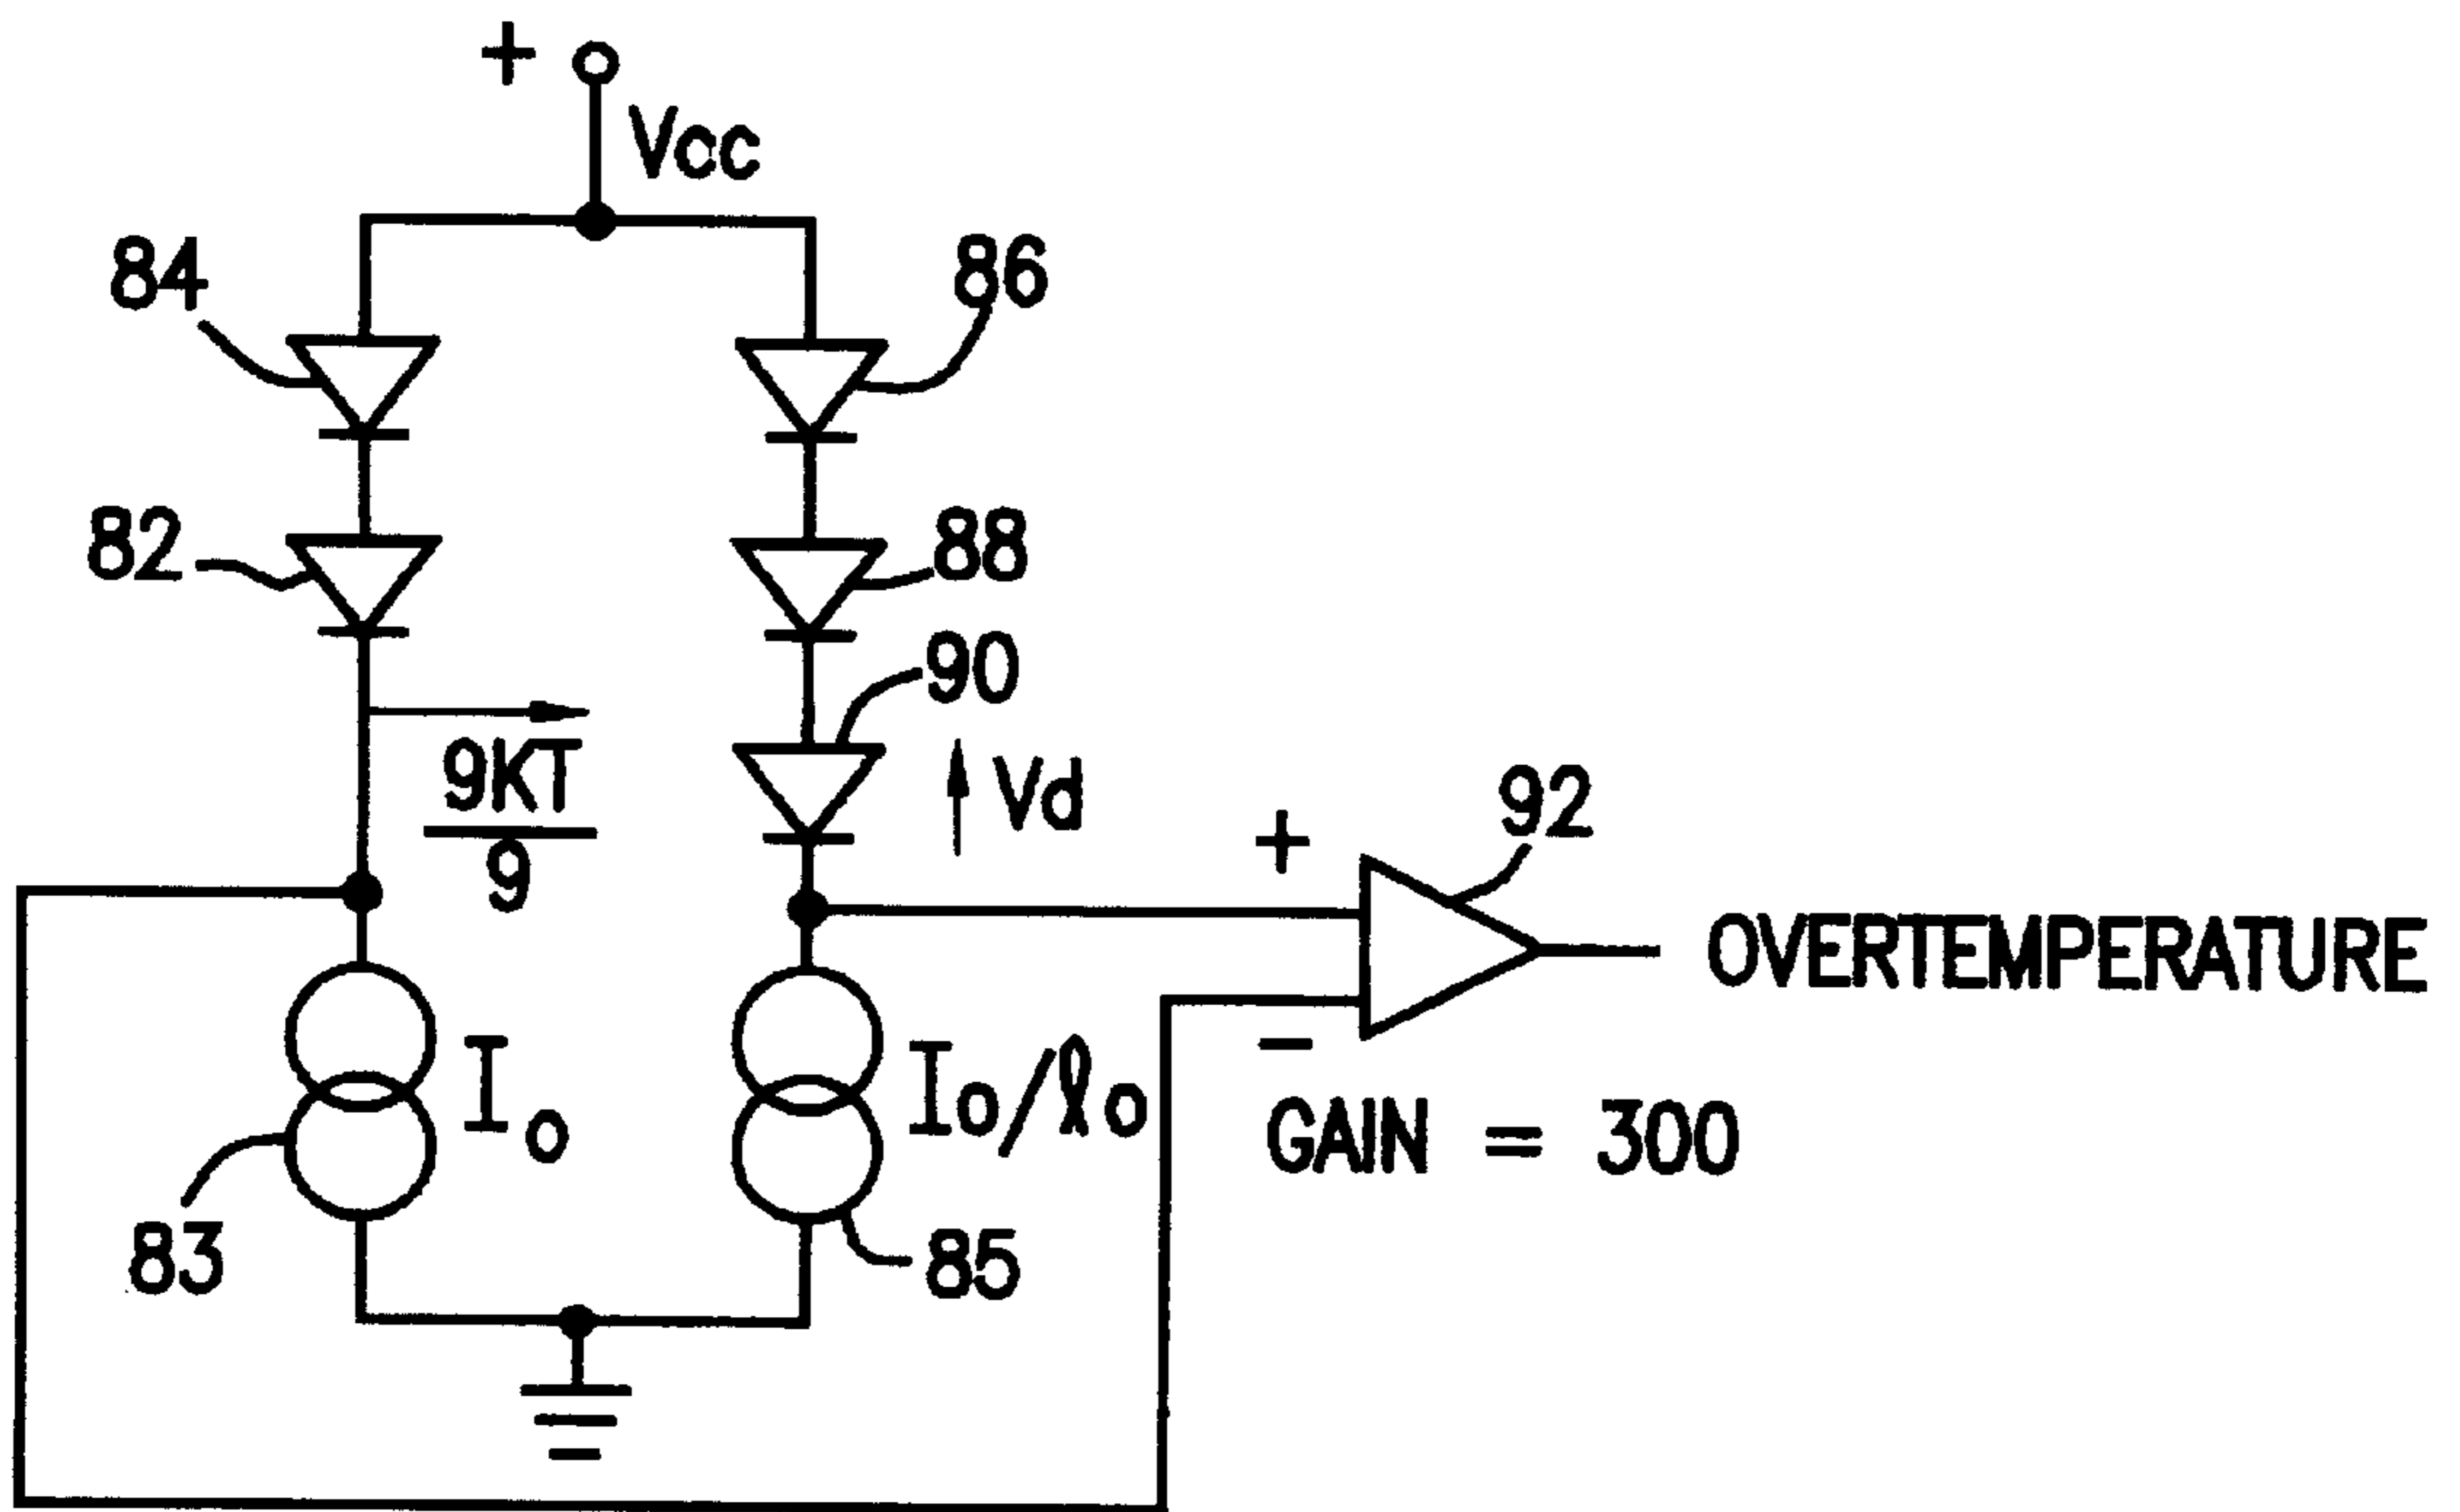 +
Vcc
84
86
82
88
90
9KT
9
Vd
+
92
OVERTEMPERATURE
Io
Io/ℓo
-
GAIN = 300
83
85